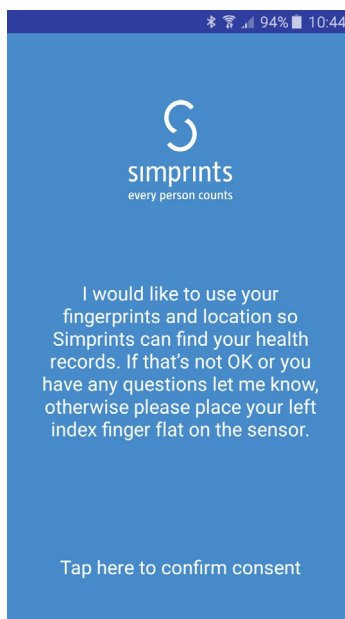 94% 10:44
simprints
every person counts
I would like to use your
fingerprints and location so
Simprints can find your health
records. If that's not OK or you
have any questions let me know,
otherwise please place your left
index finger flat on the sensor.
Tap here to confirm consent